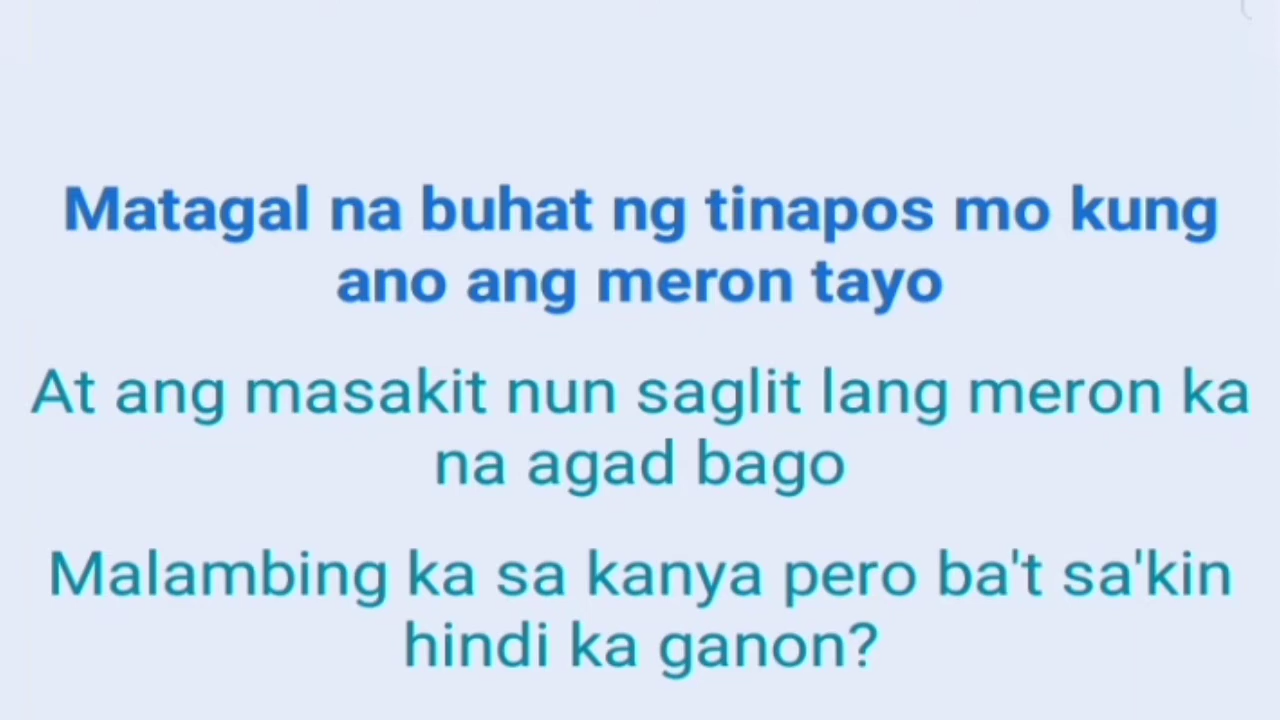 Matagal na buhat ng tinapos mo kung
ano ang meron tayo
At ang masakit nun saglit lang meron ka
na agad bago
Malambing ka sa kanya pero ba't sa'kin
hindi ka ganon?